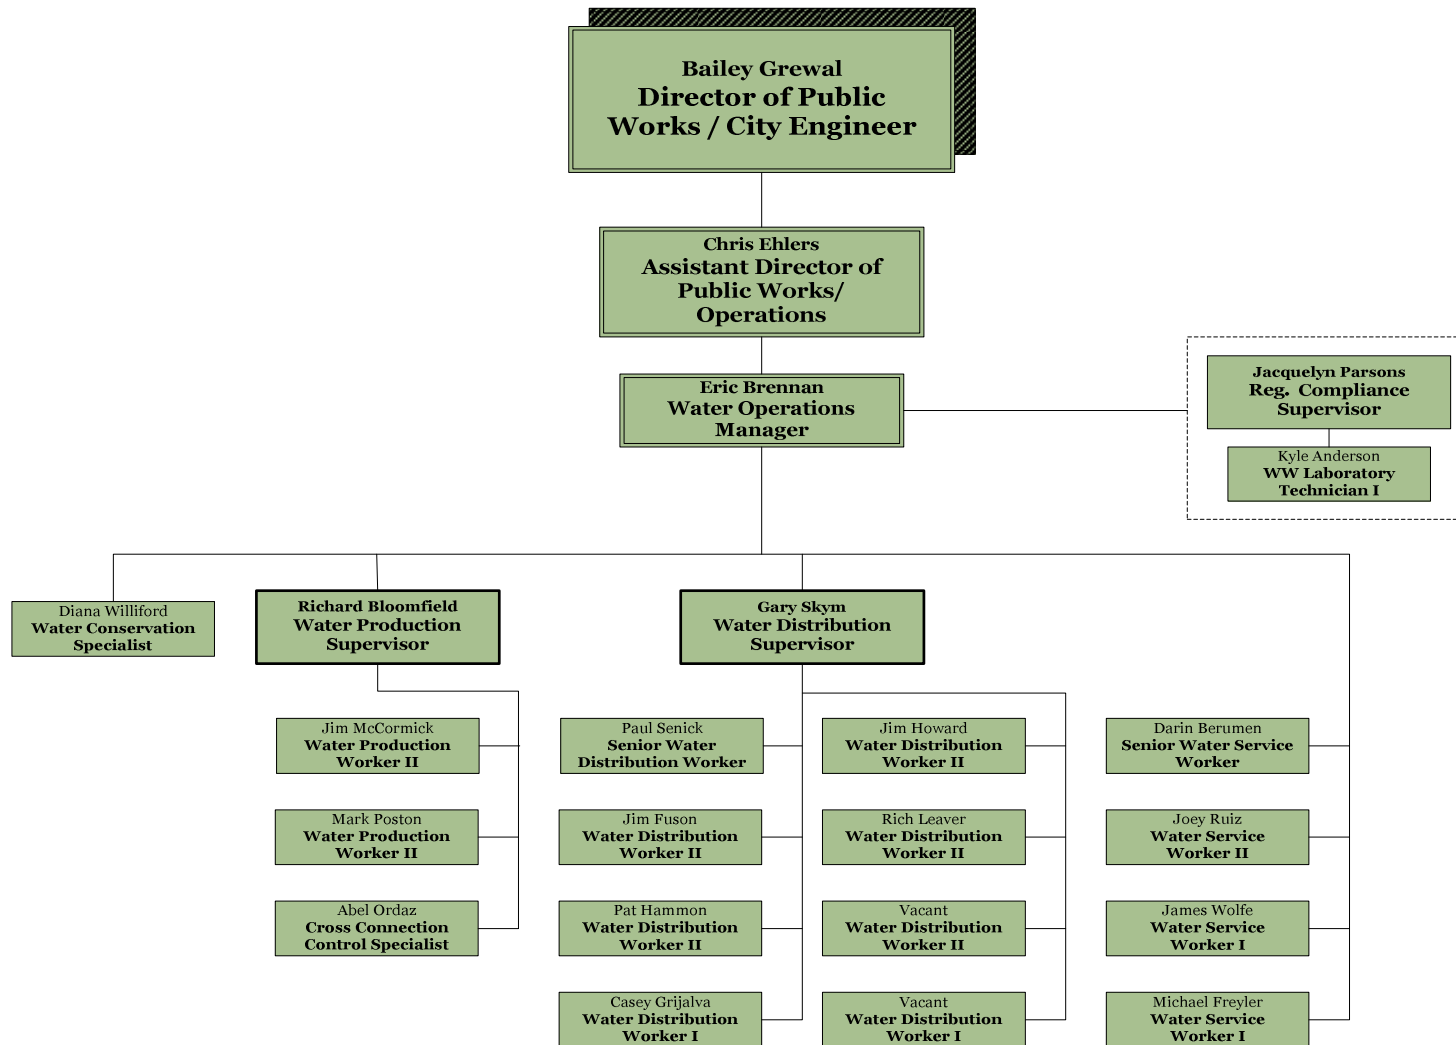 Bailey Grewal
Director of Public
Works / City Engineer
Chris Ehlers
Assistant Director of
Public Works/
Operations
Eric Brennan
Water Operations
Manager
Jacquelyn Parsons
Reg. Compliance
Supervisor
Kyle Anderson
WW Laboratory
Technician I
Diana Williford
Water Conservation
Specialist
Richard Bloomfield
Water Production
Supervisor
Gary Skym
Water Distribution
Supervisor
Jim McCormick
Water Production
Worker II
Mark Poston
Water Production
Worker II
Abel Ordaz
Cross Connection
Control Specialist
Paul Senick
Senior Water
Distribution Worker
Jim Fuson
Water Distribution
Worker II
Pat Hammon
Water Distribution
Worker II
Casey Grijalva
Water Distribution
Worker I
Jim Howard
Water Distribution
Worker II
Rich Leaver
Water Distribution
Worker II
Vacant
Water Distribution
Worker II
Vacant
Water Distribution
Worker I
Darin Berumen
Senior Water Service
Worker
Joey Ruiz
Water Service
Worker II
James Wolfe
Water Service
Worker I
Michael Freyler
Water Service
Worker I